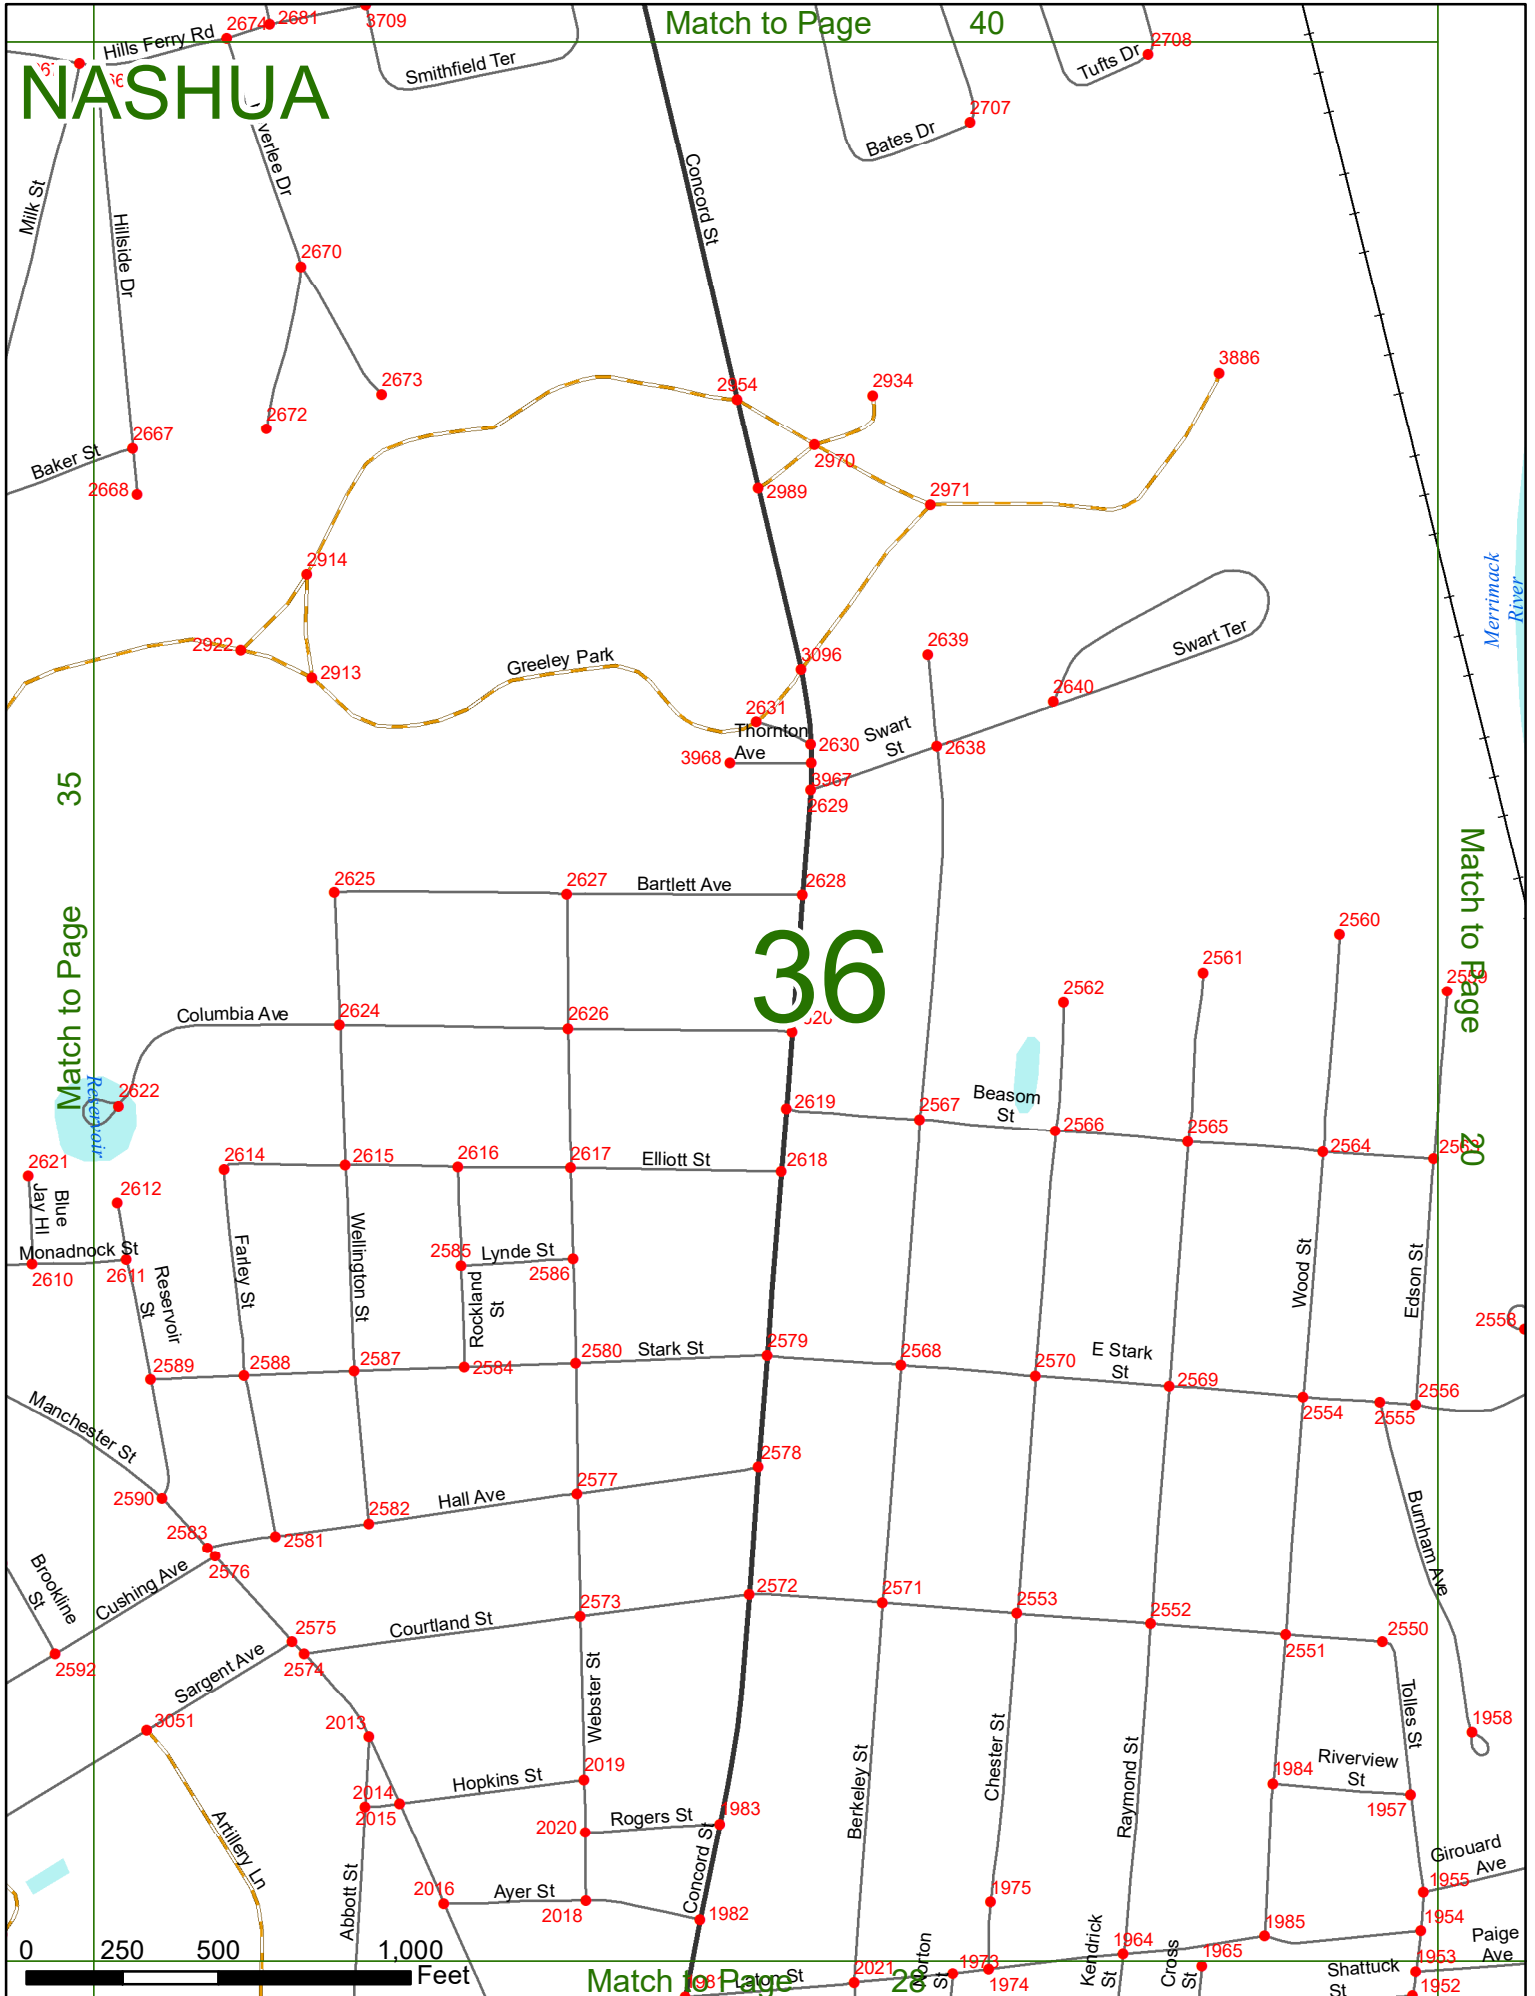 Match to Page 40
2674
2681
3709
Hills Ferry Rd
Smithfield Ter
Tufts Dr
2708
NASHUA
2707
Bates Dr
Concord St
Milk St
Hillside Dr
2670
2673
2672
2954
2934
3886
2667
Baker St
2668
2970
2989
2971
2914
Merrimack
River
2922
2913
Greeley Park
3096
2639
Swart Ter
2640
2631
Thornton
Ave
2630
Swart
St
2638
3968
3967
2629
35
Match to Page
2625
2627
Bartlett Ave
2628
36
2560
2561
2562
2559
Match to Page
20
Columbia Ave
2624
2626
2622
Reservoir
2619
2567
Beasom
St
2566
2565
2564
2621
2614
2615
2616
2617
Elliott St
2618
2612
Blue
Jay Hl
Monadnock St
2610
2611
Reservoir
St
Farley St
Wellington St
2585
Lynde St
2586
Rockland
St
Wood St
Edson St
2558
2589
2588
2587
2584
2580
Stark St
2579
2568
2570
E Stark
St
2569
2554
2555
2556
Manchester St
2590
2578
2577
Hall Ave
2582
2581
2583
2576
Burnham Ave
Brookline
St
Cushing Ave
2592
2575
2574
Courtland St
2573
2572
2571
2553
2552
2551
2550
Sargent Ave
3051
2013
Webster St
Tolles St
1958
Berkeley St
Chester St
Raymond St
1984
Riverview
St
1957
2014
2015
Hopkins St
2019
2020
Rogers St
1983
Artillery Ln
Abbott St
2016
Ayer St
2018
Concord St
1982
1975
Girouard
Ave
1955
1954
1985
Paige
Ave
1953
Shattuck
St
1952
Kendrick
St
1964
Cross
St
1965
1973
1974
2021
1981
Match to Page 28
0 250 500 1,000
Feet